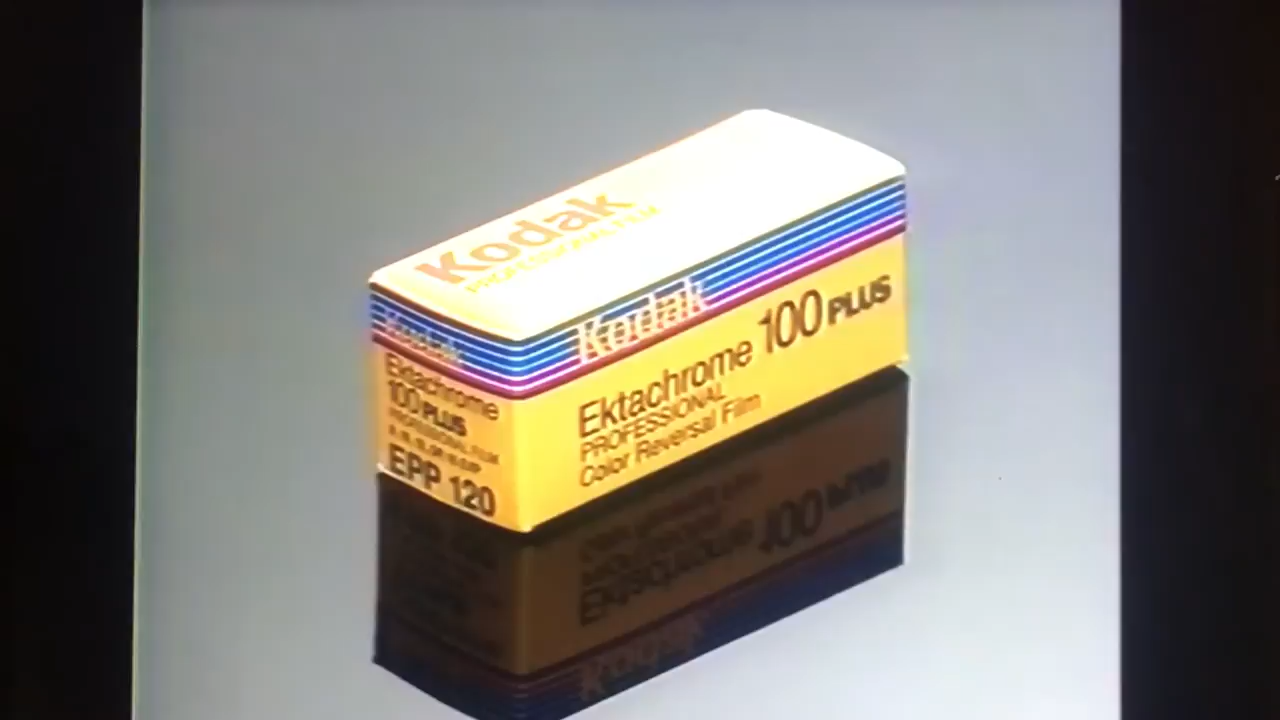 Kodak
PROFESSIONAL FILM
Kodak
Ektachrome 100 PLUS
PROFESSIONAL
Color Reversal Film
Kodak
Ektachrome
100 PLUS
PROFESSIONAL FILM
EPP 120